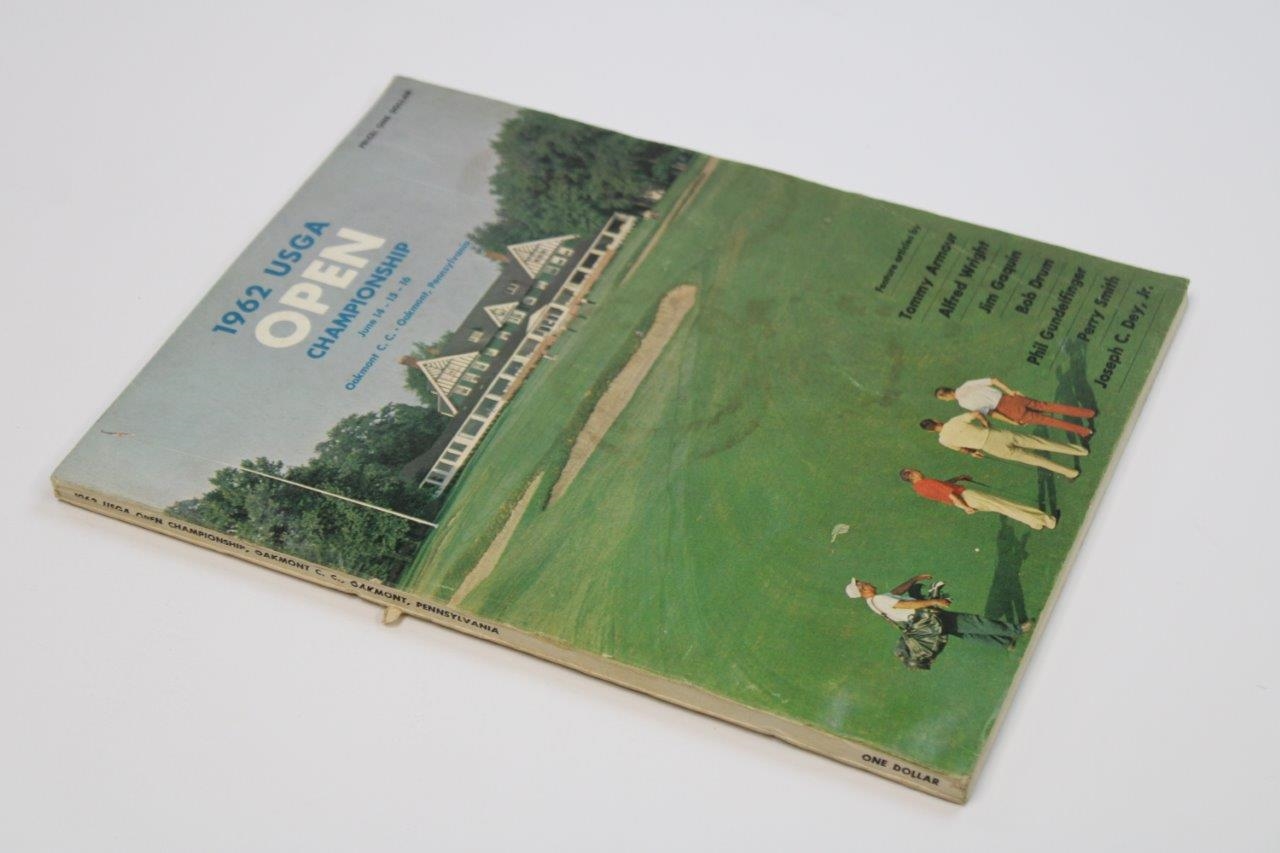 PRICE: ONE DOLLAR
1962 USGA
OPEN
CHAMPIONSHIP
June 14 - 15 - 16
Oakmont C. C. - Oakmont, Pennsylvania
Feature articles by
Tommy Armour
Alfred Wright
Jim Gaquin
Bob Drum
Phil Gundelfinger
Perry Smith
Joseph C. Dey, Jr.
1962 USGA OPEN CHAMPIONSHIP, OAKMONT C. C., OAKMONT, PENNSYLVANIA
ONE DOLLAR